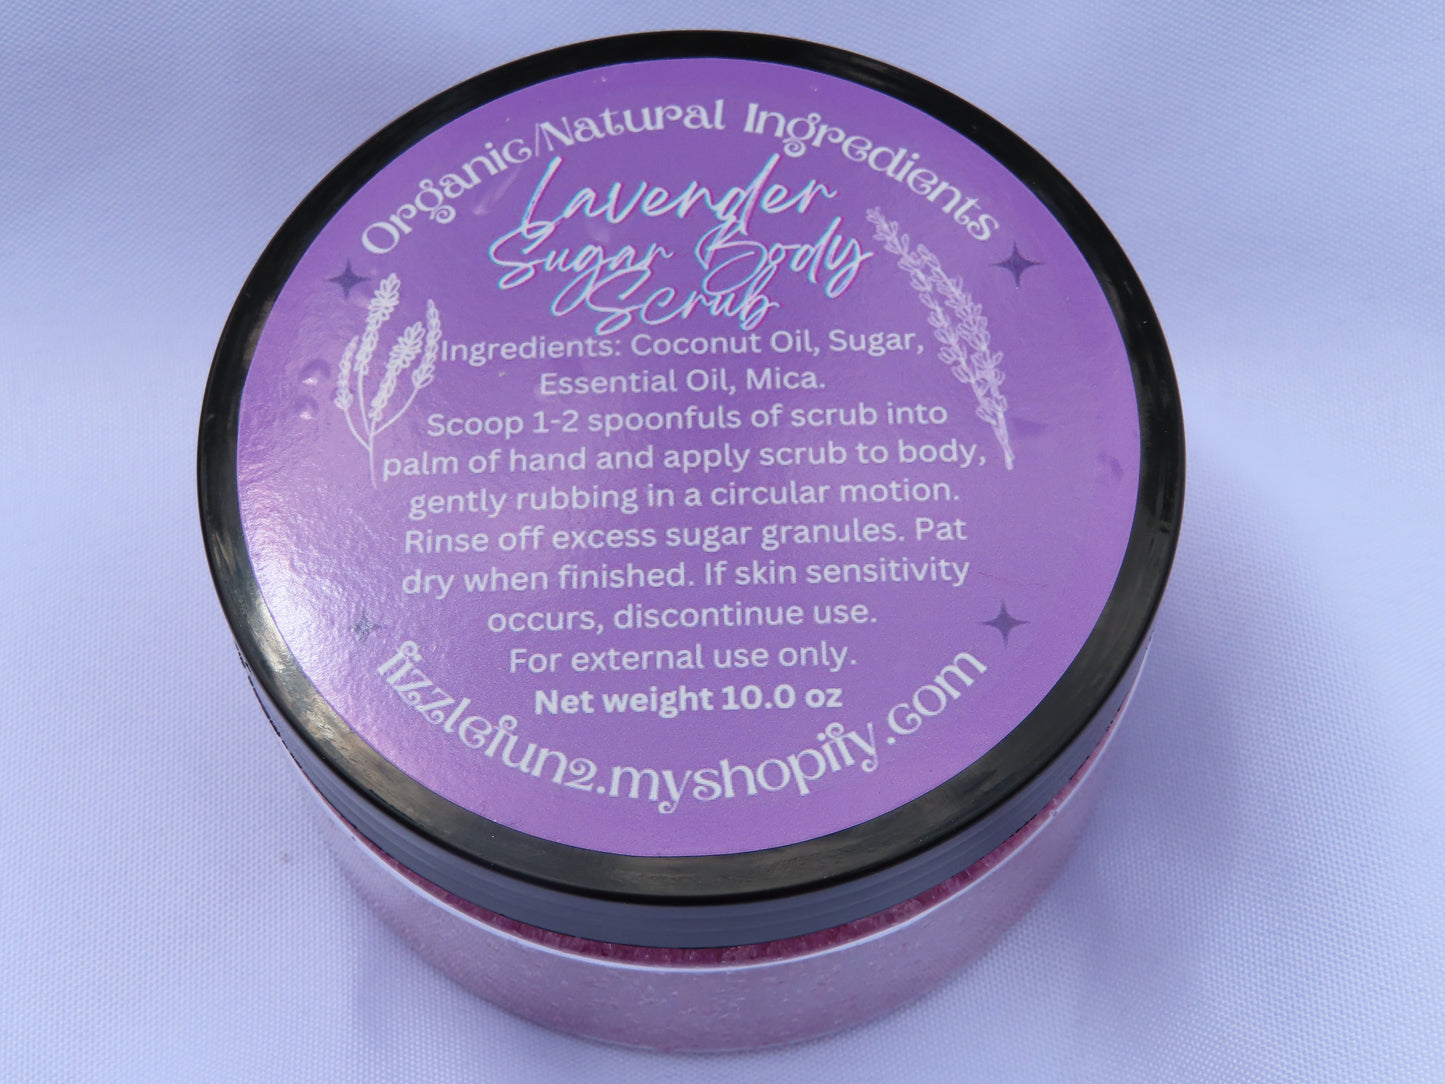 Organic/Natural Ingredients
Lavender
Sugar Body
Scrub
Ingredients: Coconut Oil, Sugar,
Essential Oil, Mica.
Scoop 1-2 spoonfuls of scrub into
palm of hand and apply scrub to body,
gently rubbing in a circular motion.
Rinse off excess sugar granules. Pat
dry when finished. If skin sensitivity
occurs, discontinue use.
For external use only.
Net weight 10.0 oz
fizzlefun2.myshopify.com